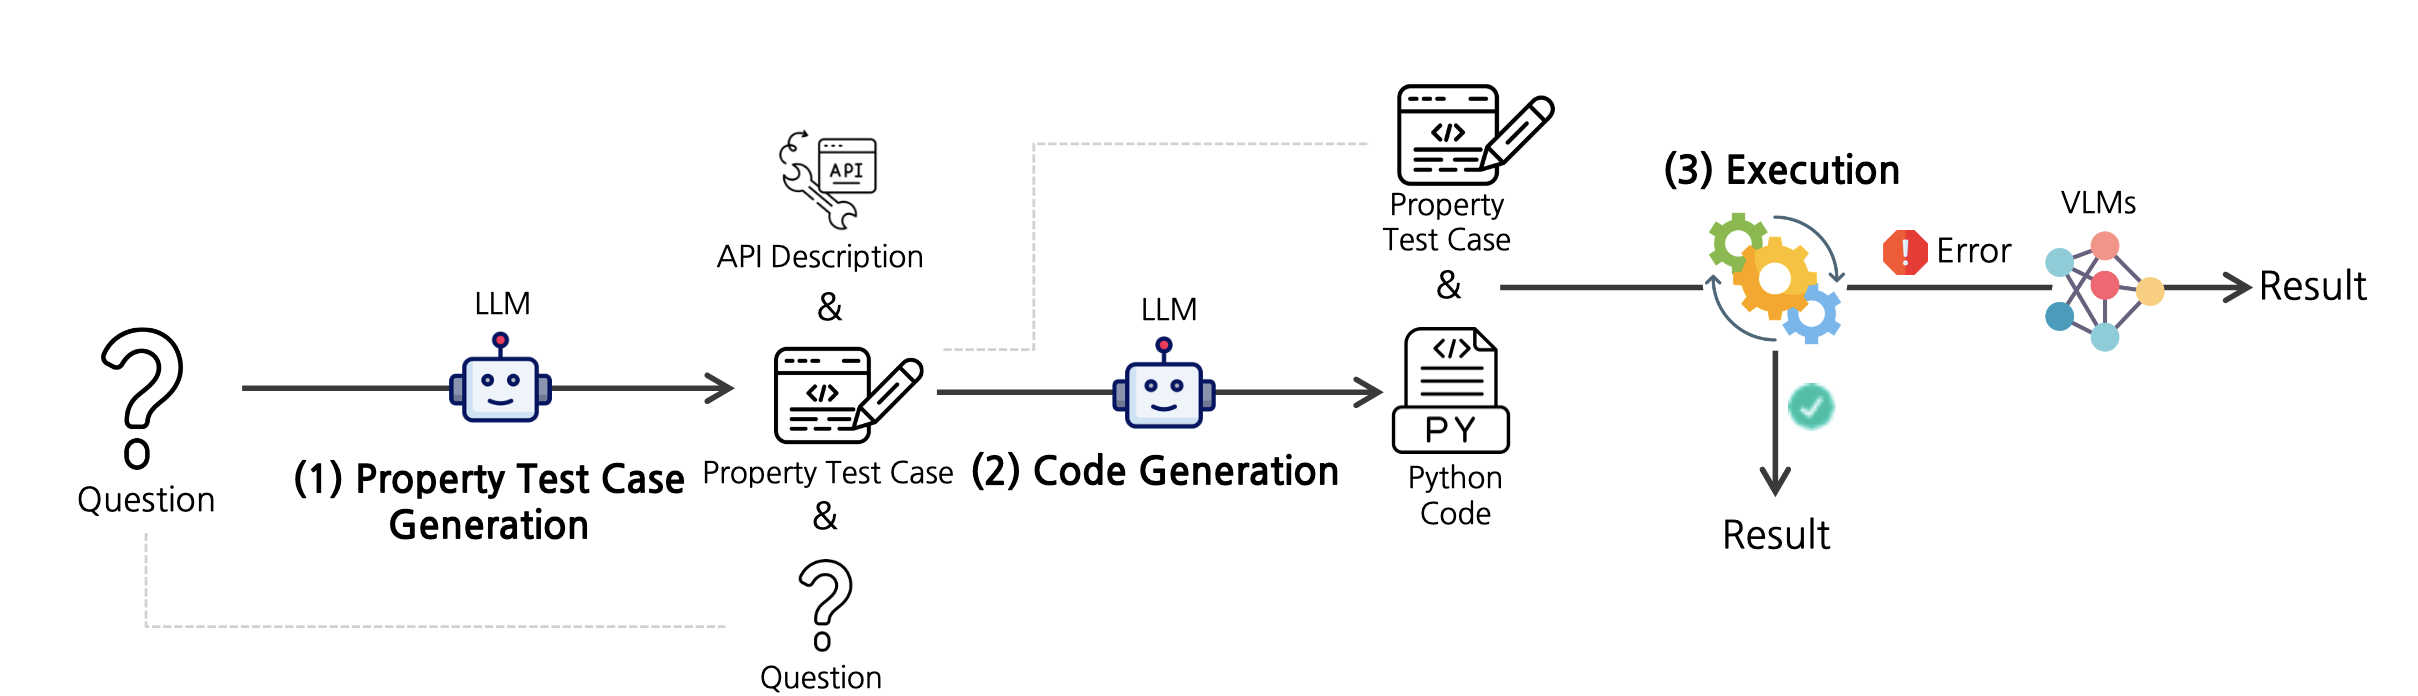 Question
LLM
(1) Property Test Case
Generation
API
API Description
&
</>
Property Test Case
&
Question
LLM
(2) Code Generation
</>
Property
Test Case
&
</>
PY
Python
Code
(3) Execution
! Error
VLMs
Result
Result